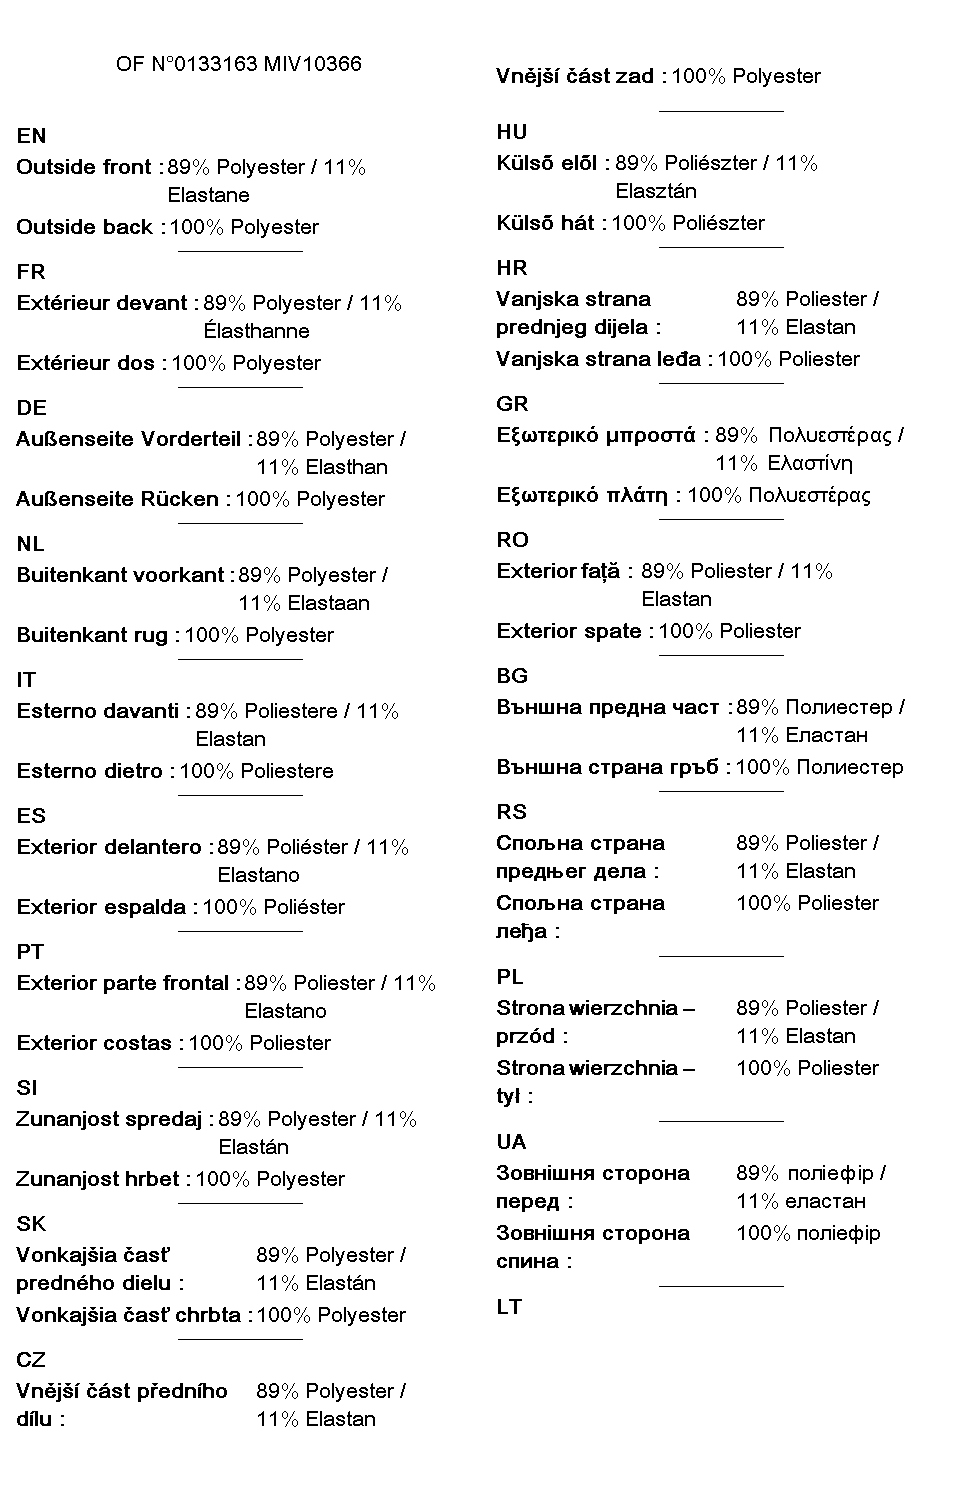 OF N°0133163 MIV10366
EN
Outside front : 89% Polyester / 11%
Elastane
Outside back : 100% Polyester
FR
Extérieur devant : 89% Polyester / 11%
Élasthanne
Extérieur dos : 100% Polyester
DE
Außenseite Vorderteil : 89% Polyester /
11% Elasthan
Außenseite Rücken : 100% Polyester
NL
Buitenkant voorkant : 89% Polyester /
11% Elastaan
Buitenkant rug : 100% Polyester
IT
Esterno davanti : 89% Poliestere / 11%
Elastan
Esterno dietro : 100% Poliestere
ES
Exterior delantero : 89% Poliéster / 11%
Elastano
Exterior espalda : 100% Poliéster
PT
Exterior parte frontal : 89% Poliester / 11%
Elastano
Exterior costas : 100% Poliester
SI
Zunanjost spredaj : 89% Polyester / 11%
Elastán
Zunanjost hrbet : 100% Polyester
SK
Vonkajšia časť 89% Polyester /
predného dielu : 11% Elastán
Vonkajšia časť chrbta : 100% Polyester
CZ
Vnější část předního 89% Polyester /
dílu : 11% Elastan
Vnější část zad : 100% Polyester
HU
Külsõ elõl : 89% Poliészter / 11%
Elasztán
Külsõ hát : 100% Poliészter
HR
Vanjska strana 89% Poliester /
prednjeg dijela : 11% Elastan
Vanjska strana leđa : 100% Poliester
GR
Εξωτερικό μπροστά : 89% Πολυεστέρας /
11% Ελαστίνη
Εξωτερικό πλάτη : 100% Πολυεστέρας
RO
Exterior față : 89% Poliester / 11%
Elastan
Exterior spate : 100% Poliester
BG
Външна предна част : 89% Полиестер /
11% Еластан
Външна страна гръб : 100% Полиестер
RS
Спољна страна 89% Poliester /
предњег дела : 11% Elastan
Спољна страна 100% Poliester
леђа :
PL
Strona wierzchnia – 89% Poliester /
przód : 11% Elastan
Strona wierzchnia – 100% Poliester
tył :
UA
Зовнішня сторона 89% поліефір /
перед : 11% еластан
Зовнішня сторона 100% поліефір
спина :
LT